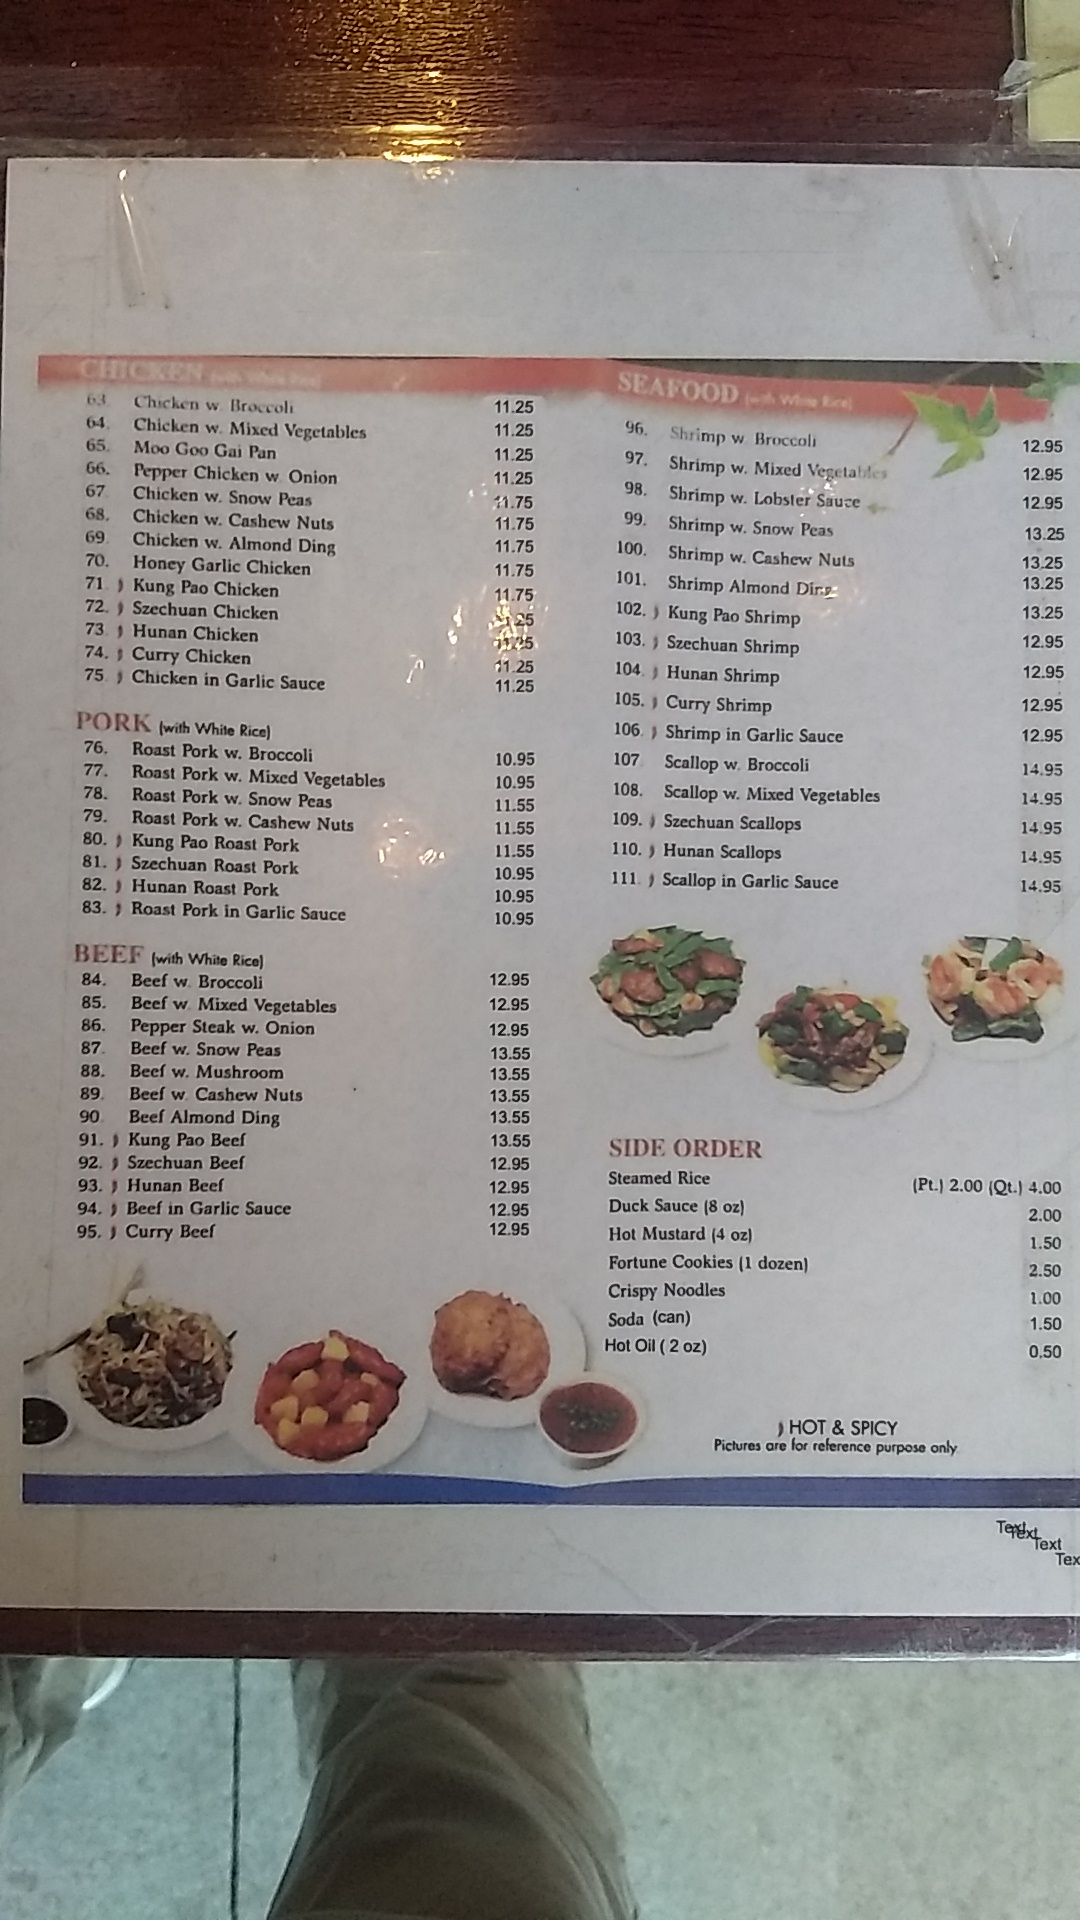 CHICKEN (with White Rice)
63. Chicken w. Broccoli 11.25
64. Chicken w. Mixed Vegetables 11.25
65. Moo Goo Gai Pan 11.25
66. Pepper Chicken w. Onion 11.25
67. Chicken w. Snow Peas 11.75
68. Chicken w. Cashew Nuts 11.75
69. Chicken w. Almond Ding 11.75
70. Honey Garlic Chicken 11.75
71. Kung Pao Chicken 11.75
72. Szechuan Chicken 11.25
73. Hunan Chicken 11.25
74. Curry Chicken 11.25
75. Chicken in Garlic Sauce 11.25
PORK (with White Rice)
76. Roast Pork w. Broccoli 10.95
77. Roast Pork w. Mixed Vegetables 10.95
78. Roast Pork w. Snow Peas 11.55
79. Roast Pork w. Cashew Nuts 11.55
80. Kung Pao Roast Pork 11.55
81. Szechuan Roast Pork 10.95
82. Hunan Roast Pork 10.95
83. Roast Pork in Garlic Sauce 10.95
BEEF (with White Rice)
84. Beef w. Broccoli 12.95
85. Beef w. Mixed Vegetables 12.95
86. Pepper Steak w. Onion 12.95
87. Beef w. Snow Peas 13.55
88. Beef w. Mushroom 13.55
89. Beef w. Cashew Nuts 13.55
90. Beef Almond Ding 13.55
91. Kung Pao Beef 13.55
92. Szechuan Beef 12.95
93. Hunan Beef 12.95
94. Beef in Garlic Sauce 12.95
95. Curry Beef 12.95
SEAFOOD (with White Rice)
96. Shrimp w. Broccoli 12.95
97. Shrimp w. Mixed Vegetables 12.95
98. Shrimp w. Lobster Sauce 12.95
99. Shrimp w. Snow Peas 13.25
100. Shrimp w. Cashew Nuts 13.25
101. Shrimp Almond Ding 13.25
102. Kung Pao Shrimp 13.25
103. Szechuan Shrimp 12.95
104. Hunan Shrimp 12.95
105. Curry Shrimp 12.95
106. Shrimp in Garlic Sauce 12.95
107 Scallop w. Broccoli 14.95
108. Scallop w. Mixed Vegetables 14.95
109. Szechuan Scallops 14.95
110. Hunan Scallops 14.95
111. Scallop in Garlic Sauce 14.95
SIDE ORDER
Steamed Rice (Pt.) 2.00 (Qt.) 4.00
Duck Sauce (8 oz) 2.00
Hot Mustard (4 oz) 1.50
Fortune Cookies (1 dozen) 2.50
Crispy Noodles 1.00
Soda (can) 1.50
Hot Oil ( 2 oz) 0.50
HOT & SPICY
Pictures are for reference purpose only
Text
Text
Text
Tex